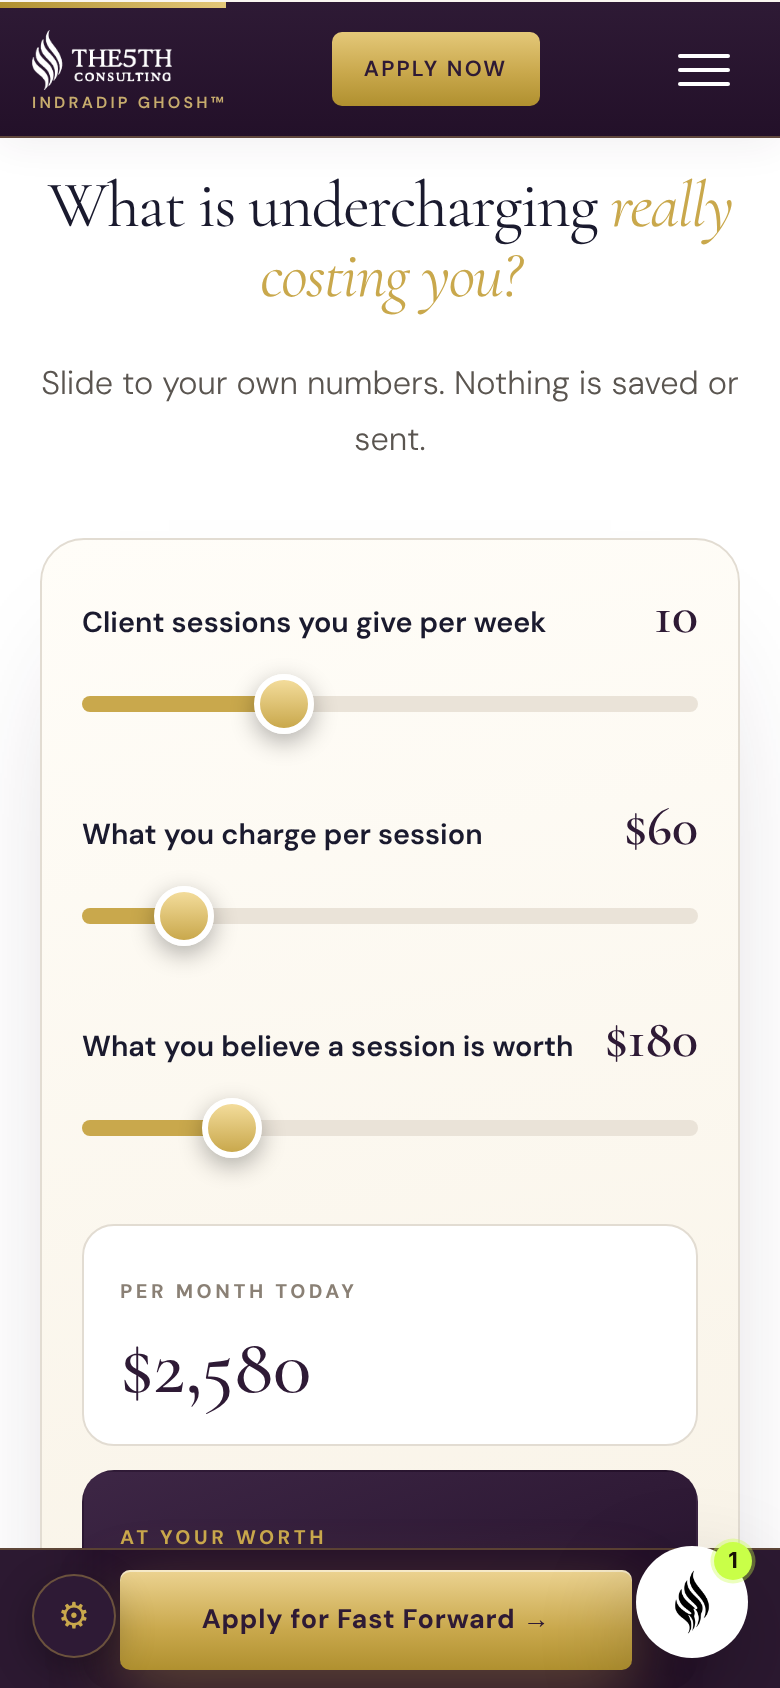 THE5TH
CONSULTING
INDRADIP GHOSH™
APPLY NOW
What is undercharging really
costing you?
Slide to your own numbers. Nothing is saved or
sent.
Client sessions you give per week 10
What you charge per session $60
What you believe a session is worth $180
PER MONTH TODAY
$2,580
AT YOUR WORTH
1
Apply for Fast Forward →